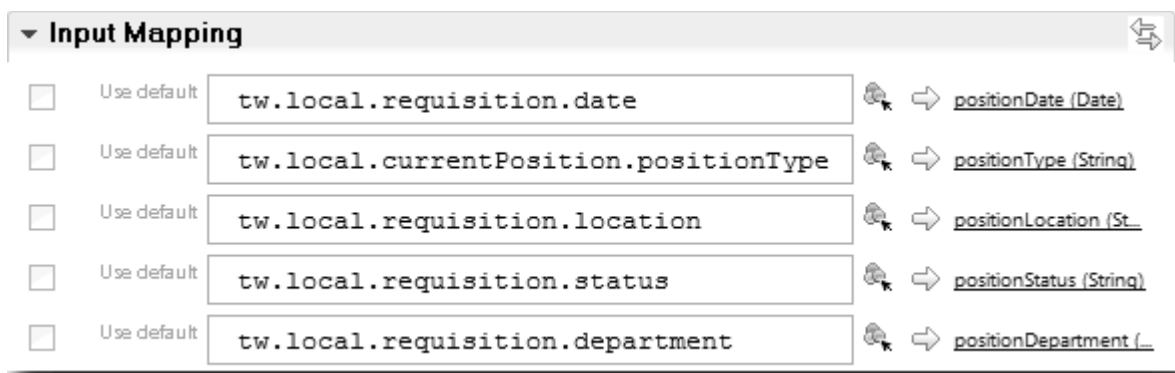 Input Mapping
Use default tw.local.requisition.date positionDate (Date)
Use default tw.local.currentPosition.positionType positionType (String)
Use default tw.local.requisition.location positionLocation (St...
Use default tw.local.requisition.status positionStatus (String)
Use default tw.local.requisition.department positionDepartment (...